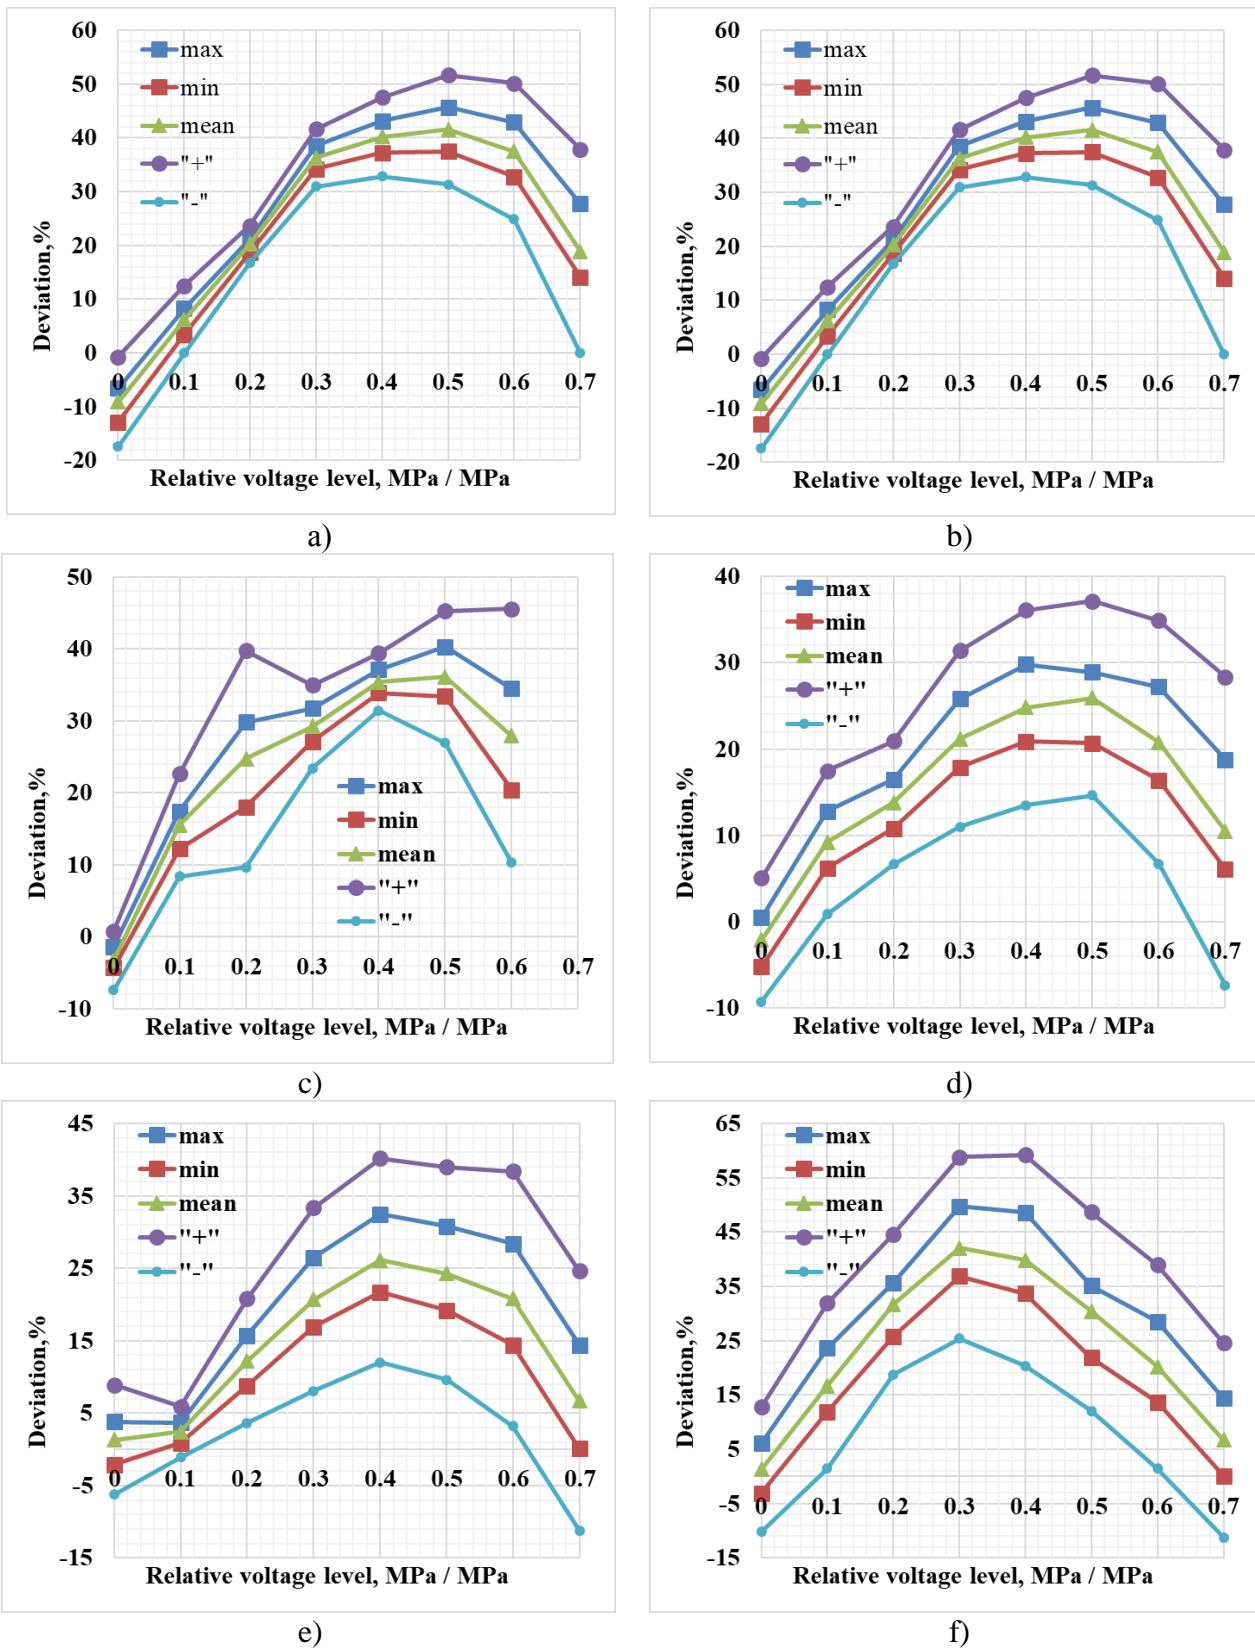 60
50
40
30
20
10
0
-10
-20
Deviation,%
max
min
mean
"+"
"-"
0 0.1 0.2 0.3 0.4 0.5 0.6 0.7
Relative voltage level, MPa / MPa
a)
60
50
40
30
20
10
0
-10
-20
Deviation,%
max
min
mean
"+"
"-"
0 0.1 0.2 0.3 0.4 0.5 0.6 0.7
Relative voltage level, MPa / MPa
b)
50
40
30
20
10
0
-10
Deviation,%
max
min
mean
"+"
"-"
0 0.1 0.2 0.3 0.4 0.5 0.6 0.7
Relative voltage level, MPa / MPa
c)
40
30
20
10
0
-10
Deviation,%
max
min
mean
"+"
"-"
0 0.1 0.2 0.3 0.4 0.5 0.6 0.7
Relative voltage level, MPa / MPa
d)
45
35
25
15
5
-5
-15
Deviation,%
max
min
mean
"+"
"-"
0 0.1 0.2 0.3 0.4 0.5 0.6 0.7
Relative voltage level, MPa / MPa
e)
65
55
45
35
25
15
5
-5
-15
Deviation,%
max
min
mean
"+"
"-"
0 0.1 0.2 0.3 0.4 0.5 0.6 0.7
Relative voltage level, MPa / MPa
f)